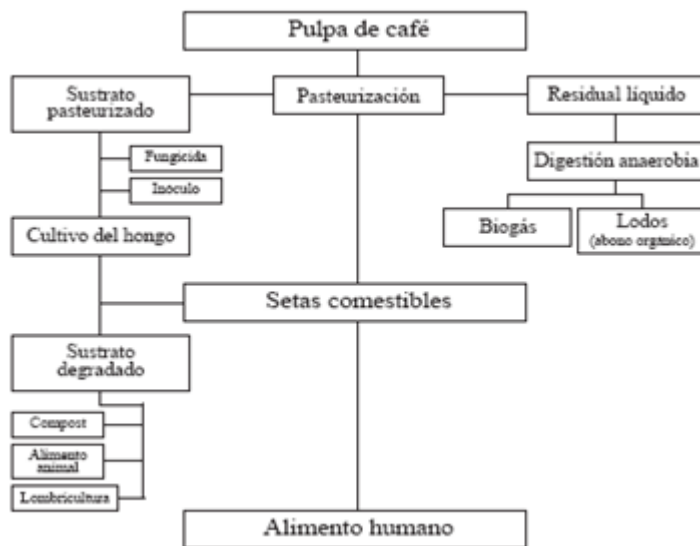 Pulpa de café
Sustrato
pasteurizado
Pasteurización
Residual líquido
Fungicida
Inoculo
Digestión anaerobia
Cultivo del hongo
Biogás
Lodos
(abono orgánico)
Setas comestibles
Sustrato
degradado
Compost
Alimento
animal
Lombricultura
Alimento humano